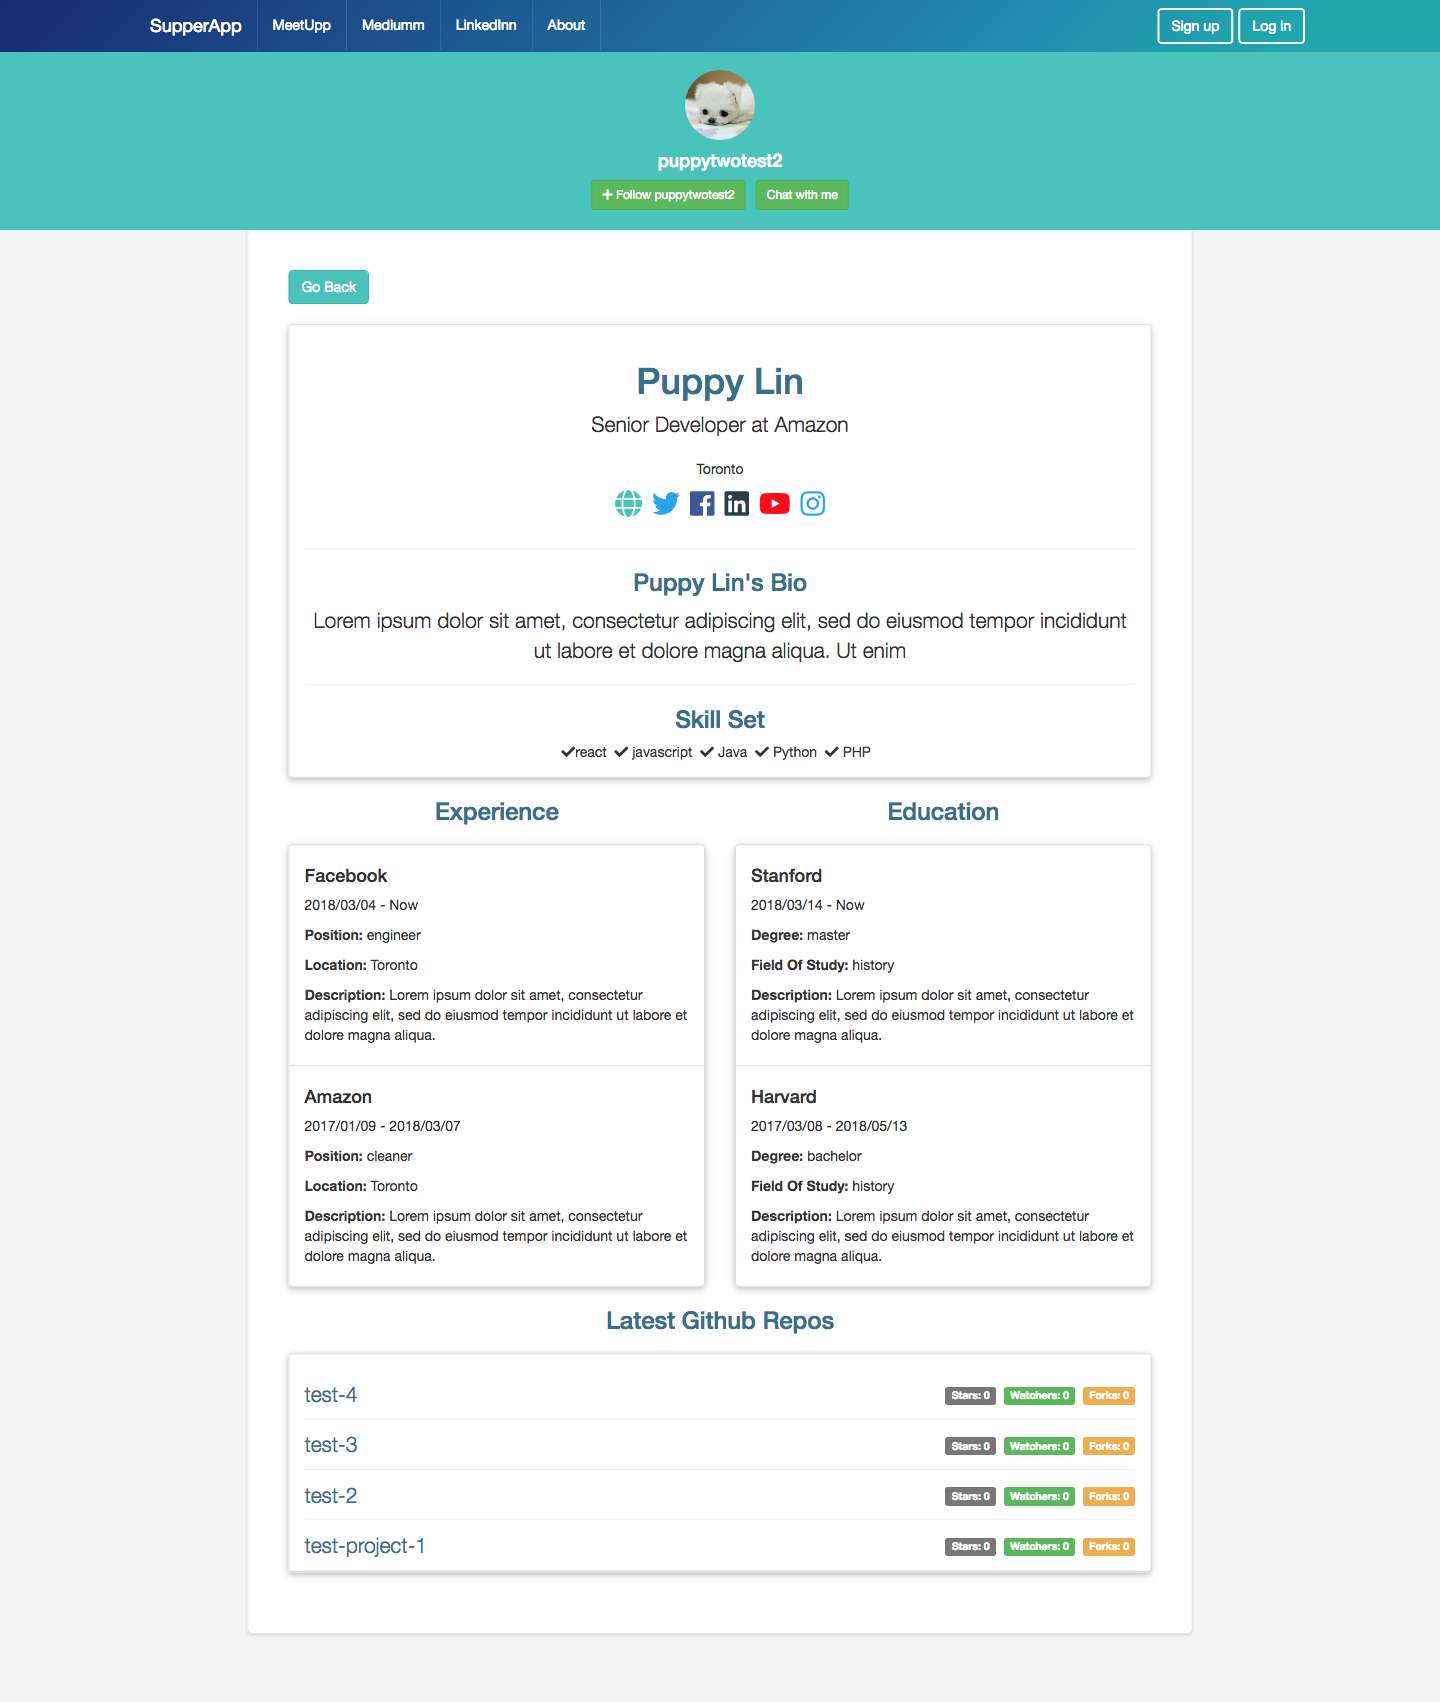 SupperApp MeetUpp Mediumm LinkedInn About Sign up Log in
puppytwotest2
Follow puppytwotest2 Chat with me
Go Back
Puppy Lin
Senior Developer at Amazon
Toronto
Puppy Lin's Bio
Lorem ipsum dolor sit amet, consectetur adipiscing elit, sed do eiusmod tempor incididunt
ut labore et dolore magna aliqua. Ut enim
Skill Set
react javascript Java Python PHP
Experience
Facebook
2018/03/04 - Now
Position: engineer
Location: Toronto
Description: Lorem ipsum dolor sit amet, consectetur
adipiscing elit, sed do eiusmod tempor incididunt ut labore et
dolore magna aliqua.
Amazon
2017/01/09 - 2018/03/07
Position: cleaner
Location: Toronto
Description: Lorem ipsum dolor sit amet, consectetur
adipiscing elit, sed do eiusmod tempor incididunt ut labore et
dolore magna aliqua.
Education
Stanford
2018/03/14 - Now
Degree: master
Field Of Study: history
Description: Lorem ipsum dolor sit amet, consectetur
adipiscing elit, sed do eiusmod tempor incididunt ut labore et
dolore magna aliqua.
Harvard
2017/03/08 - 2018/05/13
Degree: bachelor
Field Of Study: history
Description: Lorem ipsum dolor sit amet, consectetur
adipiscing elit, sed do eiusmod tempor incididunt ut labore et
dolore magna aliqua.
Latest Github Repos
test-4 Stars: 0 Watchers: 0 Forks: 0
test-3 Stars: 0 Watchers: 0 Forks: 0
test-2 Stars: 0 Watchers: 0 Forks: 0
test-project-1 Stars: 0 Watchers: 0 Forks: 0